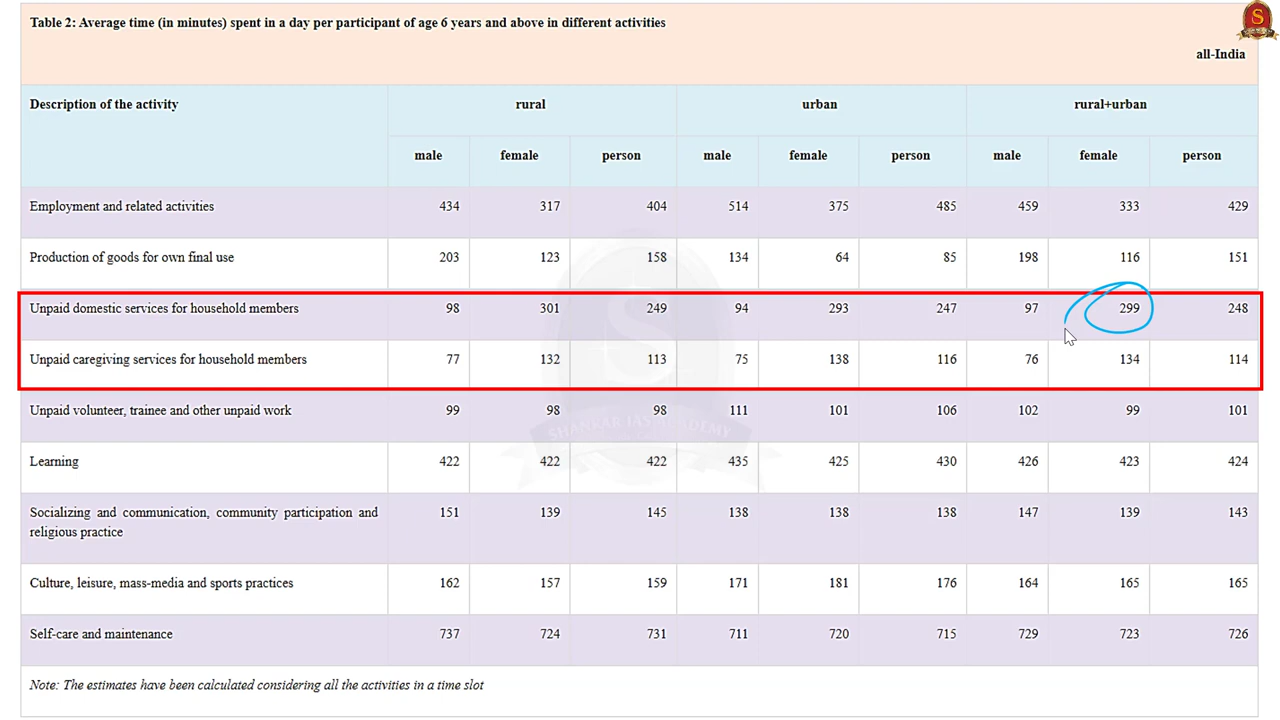 Table 2: Average time (in minutes) spent in a day per participant of age 6 years and above in different activities
all-India
Description of the activity rural urban rural+urban
male female person male female person male female person
Employment and related activities 434 317 404 514 375 485 459 333 429
Production of goods for own final use 203 123 158 134 64 85 198 116 151
Unpaid domestic services for household members 98 301 249 94 293 247 97 299 248
Unpaid caregiving services for household members 77 132 113 75 138 116 76 134 114
Unpaid volunteer, trainee and other unpaid work 99 98 98 111 101 106 102 99 101
Learning 422 422 422 435 425 430 426 423 424
Socializing and communication, community participation and
religious practice 151 139 145 138 138 138 147 139 143
Culture, leisure, mass-media and sports practices 162 157 159 171 181 176 164 165 165
Self-care and maintenance 737 724 731 711 720 715 729 723 726
Note: The estimates have been calculated considering all the activities in a time slot
S
SHANKAR IAS ACADEMY